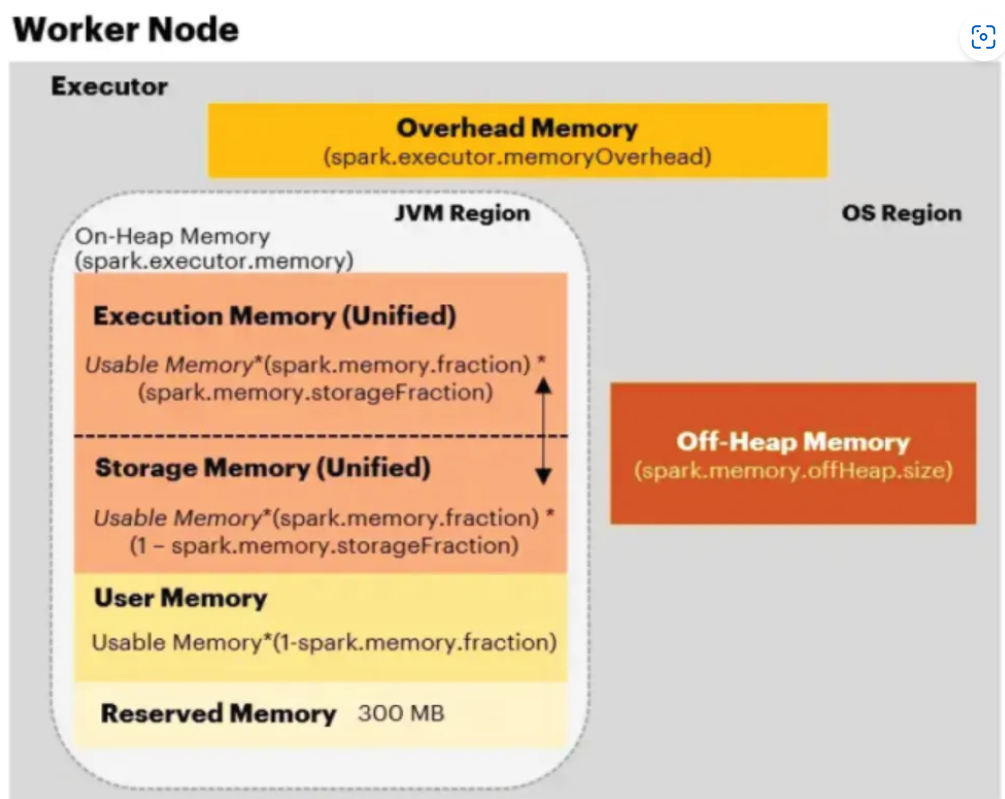 Worker Node
Executor
Overhead Memory
(spark.executor.memoryOverhead)
JVM Region
OS Region
On-Heap Memory
(spark.executor.memory)
Execution Memory (Unified)
Usable Memory*(spark.memory.fraction) *
(spark.memory.storageFraction)
Storage Memory (Unified)
Usable Memory*(spark.memory.fraction) *
(1 – spark.memory.storageFraction)
Off-Heap Memory
(spark.memory.offHeap.size)
User Memory
Usable Memory*(1-spark.memory.fraction)
Reserved Memory 300 MB